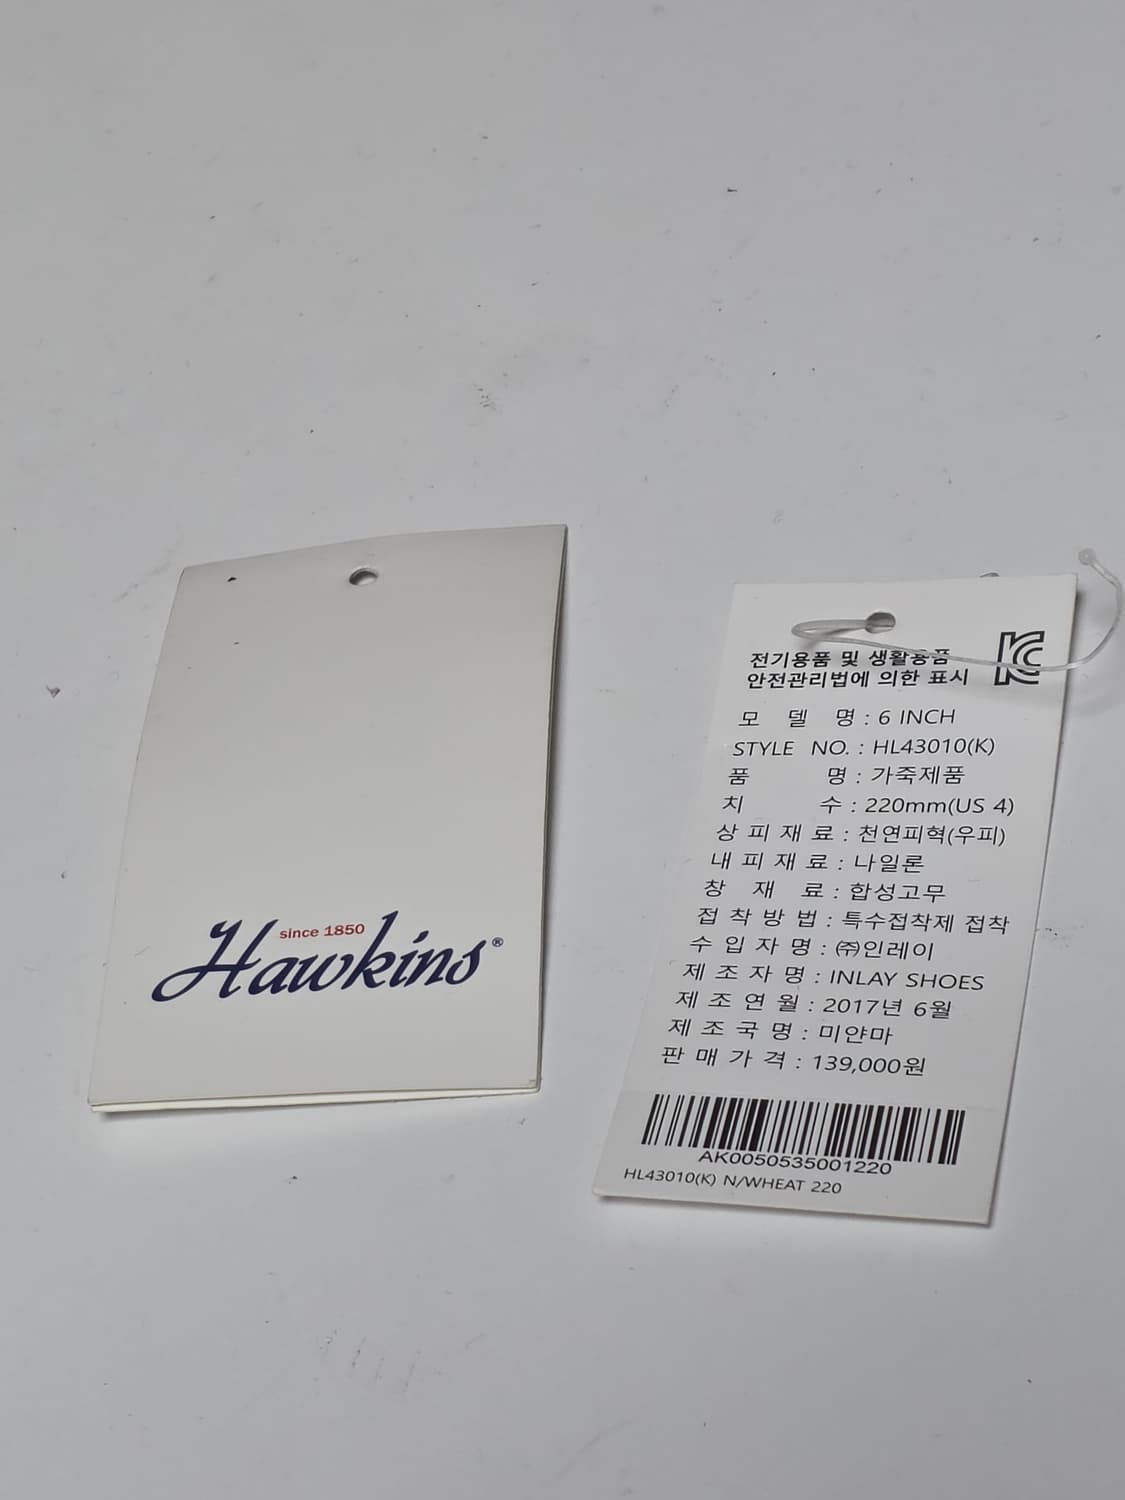 since 1850
Hawkins®
전기용품 및 생활용품
안전관리법에 의한 표시
모 델 명 : 6 INCH
STYLE NO. : HL43010(K)
품 명 : 가죽제품
치 수 : 220mm(US 4)
상 피 재 료 : 천연피혁(우피)
내 피 재 료 : 나일론
창 재 료 : 합성고무
접 착 방 법 : 특수접착제 접착
수 입 자 명 : ㈜인레이
제 조 자 명 : INLAY SHOES
제 조 연 월 : 2017년 6월
제 조 국 명 : 미얀마
판 매 가 격 : 139,000원
AK0050535001220
HL43010(K) N/WHEAT 220